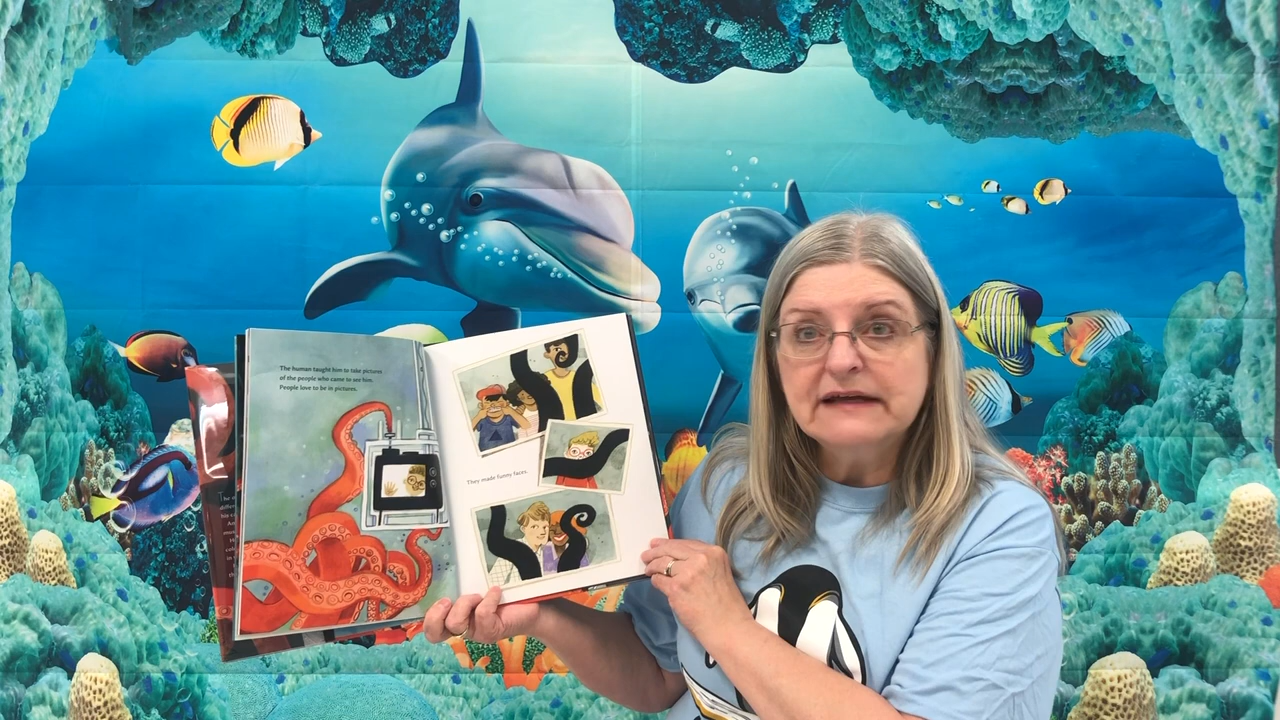 The human taught him to take pictures
of the people who came to see him.
People love to be in pictures.
They made funny faces.